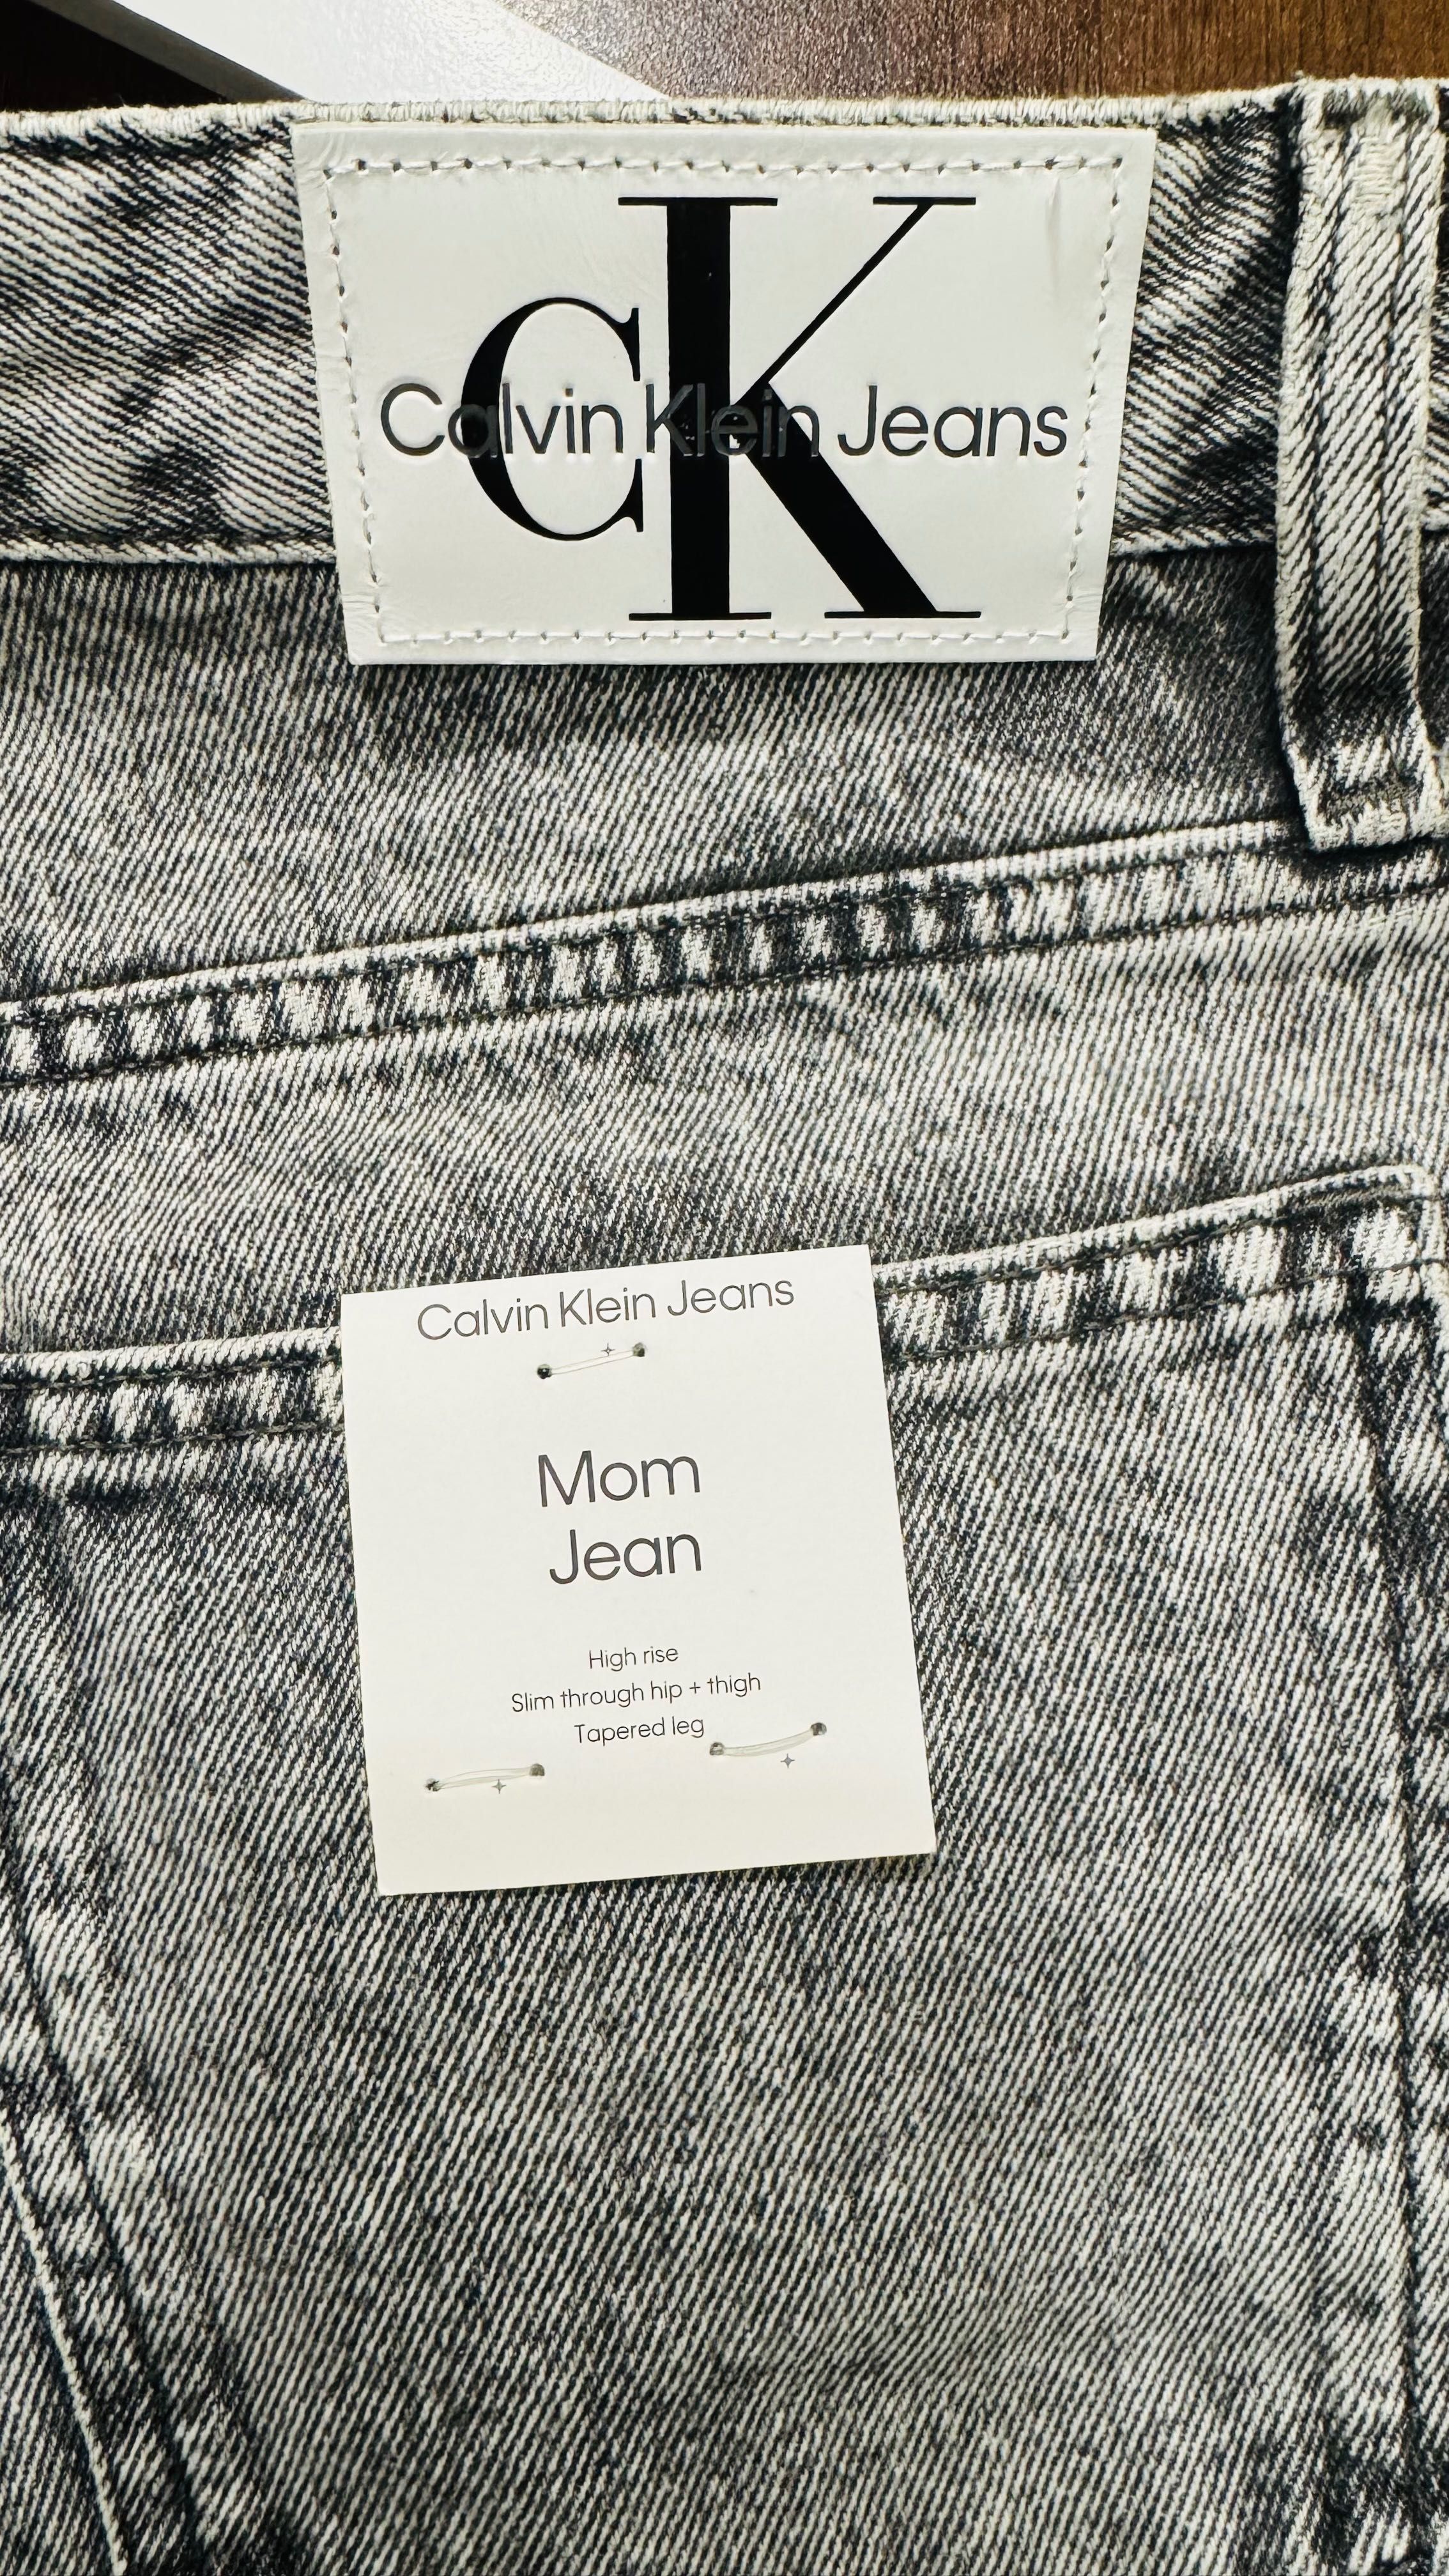 CK
Calvin Klein Jeans
Calvin Klein Jeans
Mom
Jean
High rise
Slim through hip + thigh
Tapered leg